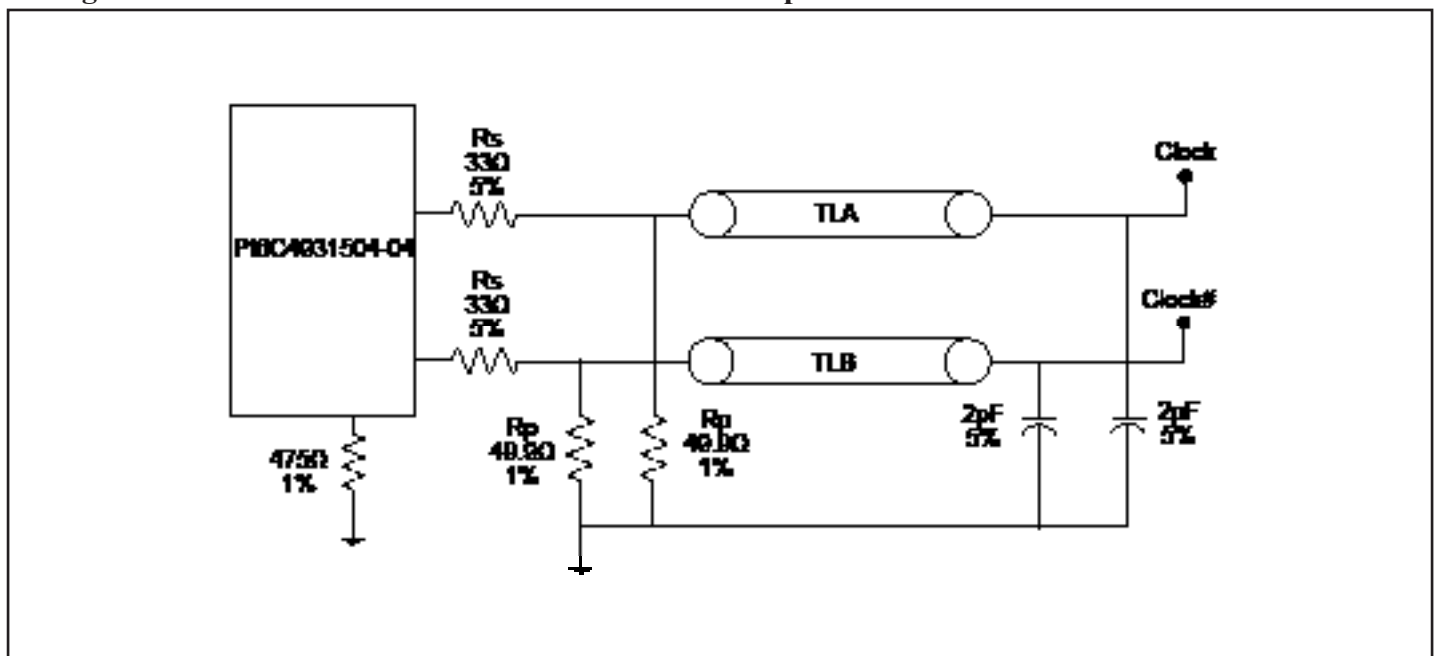 Rs
33Ω
5%
Clock
TLA
PI6C4931504-04
Rs
33Ω
5%
Clock#
TLB
Rp
49.9Ω
1%
Rp
49.9Ω
1%
2pF
5%
2pF
5%
475Ω
1%